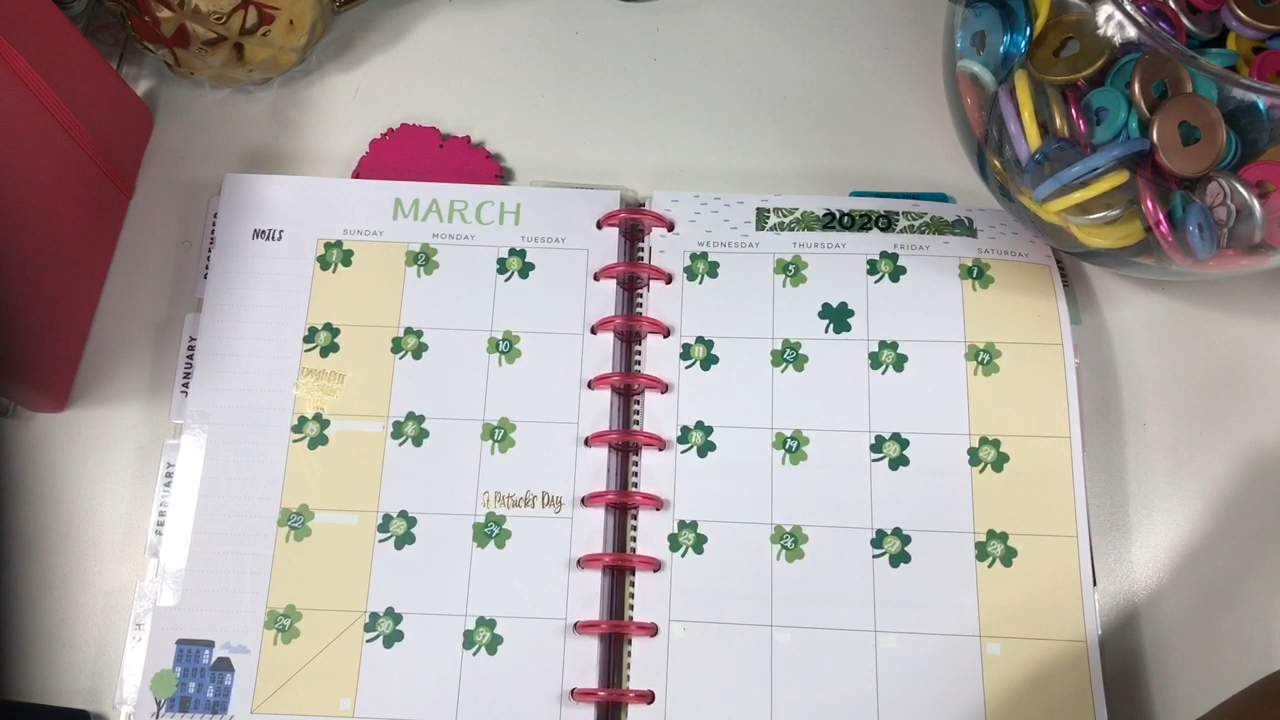 MARCH
2020
NOTES
SUNDAY MONDAY TUESDAY WEDNESDAY THURSDAY FRIDAY SATURDAY
1 2 3 4 5 6 7
8 9 10 11 12 13 14
15 16 17 18 19 20 21
St Patrick's Day
22 23 24 25 26 27 28
29 30 31
DECEMBER
JANUARY
FEBRUARY